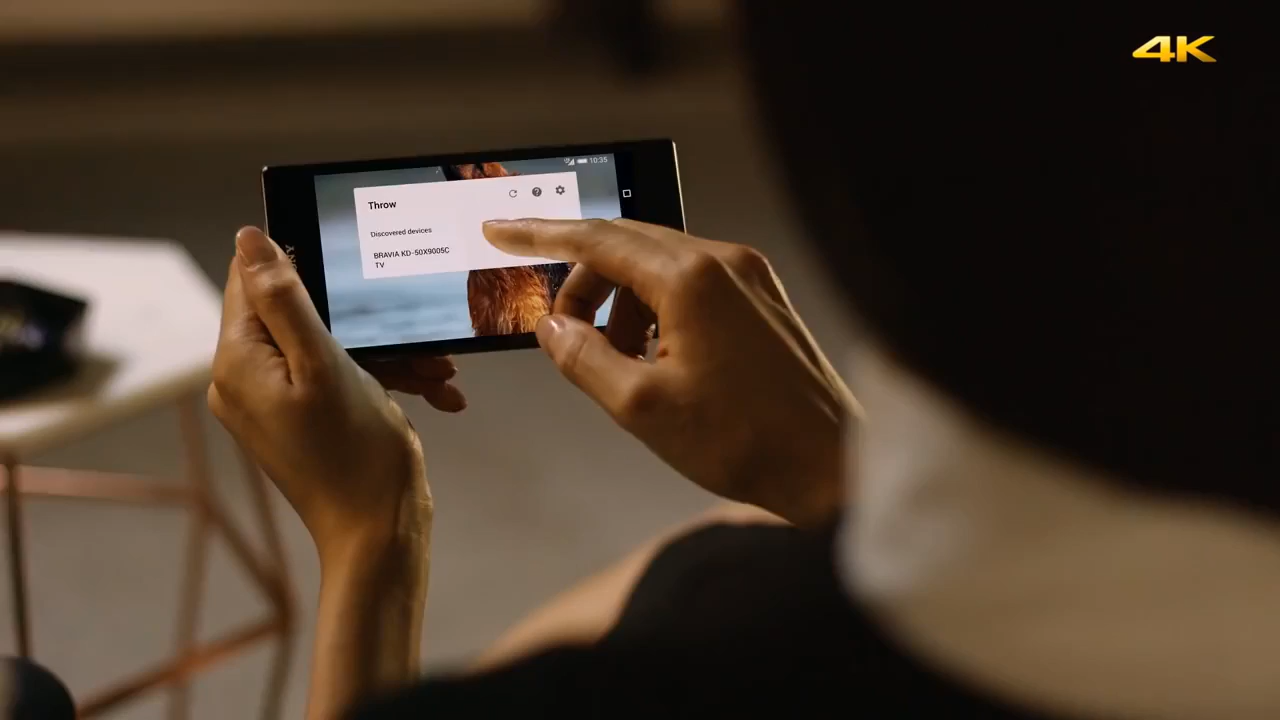 4K
10:35
Throw
Discovered devices
BRAVIA KD-50X9005C
TV